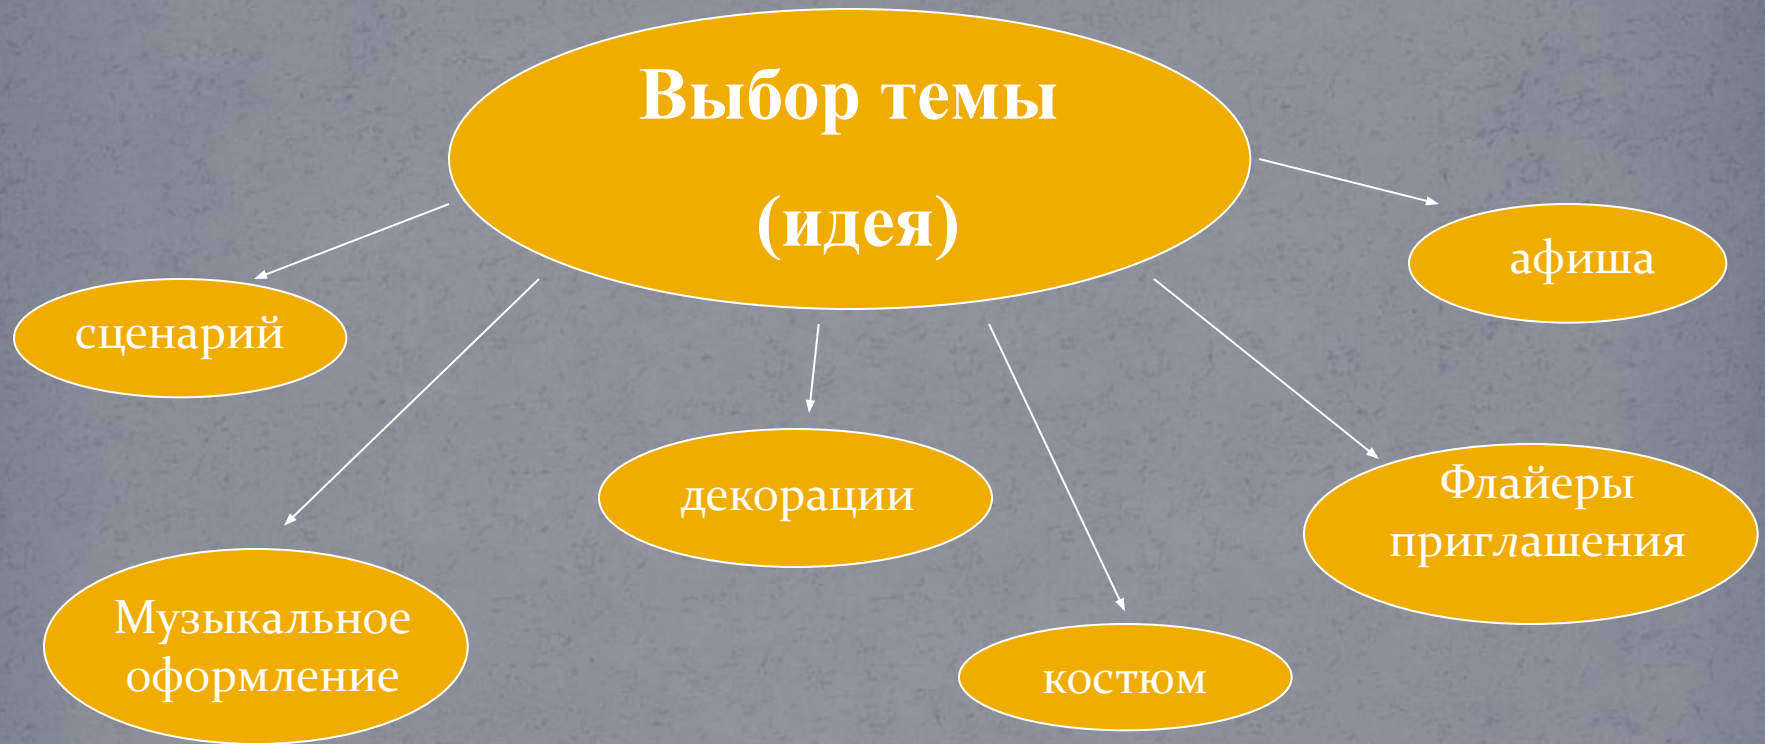 Выбор темы
(идея)
афиша
сценарий
декорации
Флайеры
приглашения
Музыкальное
оформление
костюм